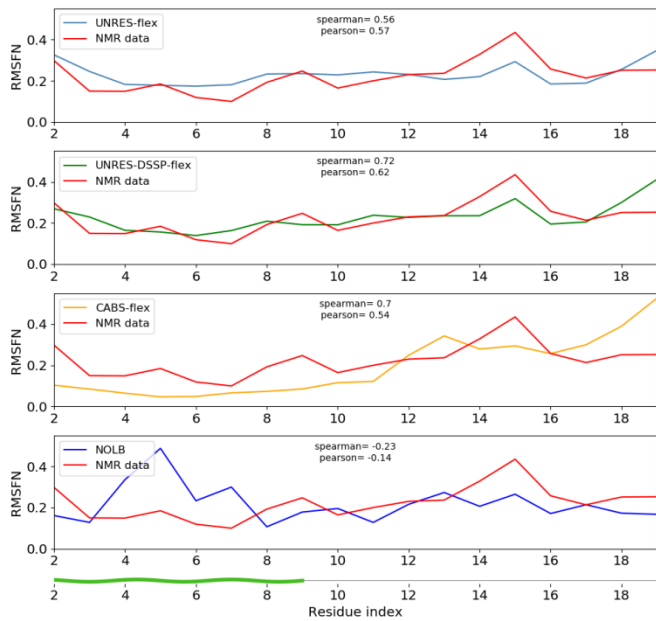 UNRES-flex
NMR data
spearman = 0.56
pearson = 0.57
RMSFN
0.4
0.2
0.0
2 4 6 8 10 12 14 16 18
UNRES-DSSP-flex
NMR data
spearman= 0.72
pearson = 0.62
RMSFN
0.4
0.2
0.0
2 4 6 8 10 12 14 16 18
CABS-flex
NMR data
spearman = 0.7
pearson = 0.54
RMSFN
0.4
0.2
0.0
2 4 6 8 10 12 14 16 18
NOLB
NMR data
spearman= -0.23
pearson = -0.14
RMSFN
0.4
0.2
0.0
2 4 6 8 10 12 14 16 18
2 4 6 8 10 12 14 16 18
Residue index